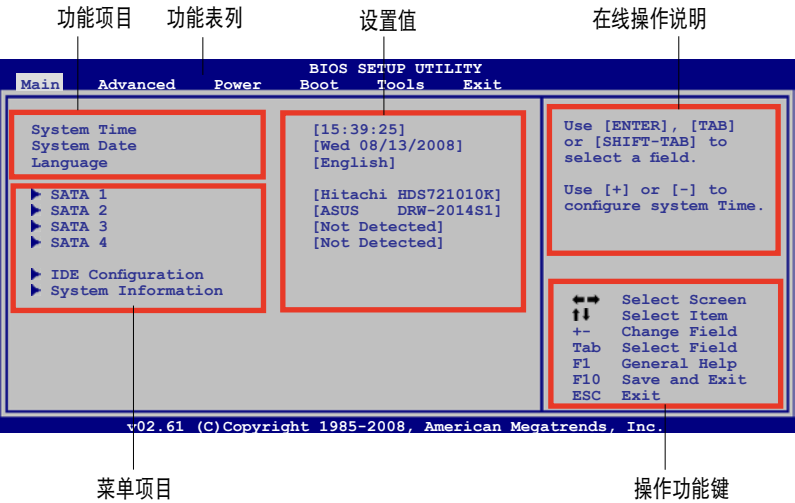 功能项目 功能表列 设置值 在线操作说明
BIOS SETUP UTILITY
Main Advanced Power Boot Tools Exit
System Time [15:39:25]
System Date [Wed 08/13/2008]
Language [English]
SATA 1 [Hitachi HDS721010K]
SATA 2 [ASUS DRW-2014S1]
SATA 3 [Not Detected]
SATA 4 [Not Detected]
IDE Configuration
System Information
Use [ENTER], [TAB]
or [SHIFT-TAB] to
select a field.
Use [+] or [-] to
configure system Time.
←→ Select Screen
↑↓ Select Item
+- Change Field
Tab Select Field
F1 General Help
F10 Save and Exit
ESC Exit
v02.61 (C)Copyright 1985-2008, American Megatrends, Inc.
菜单项目 操作功能键